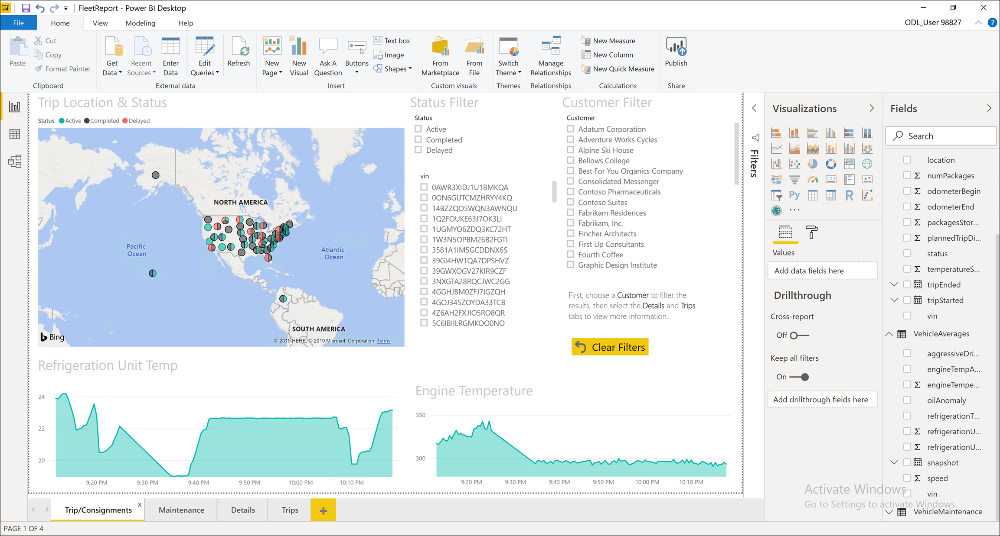 FleetReport - Power BI Desktop
File Home View Modeling Help ODL_User 98827 ?
Paste
Cut
Copy
Format Painter
Clipboard
Get Data
Recent Sources
Enter Data
Edit Queries
Refresh
External data
New Page
New Visual
Ask A Question
Buttons
Text box
Image
Shapes
Insert
From Marketplace
From File
Custom visuals
Switch Theme
Themes
Manage Relationships
Relationships
New Measure
New Column
New Quick Measure
Calculations
Publish
Share
Trip Location & Status
Status Active Completed Delayed
NORTH AMERICA
Pacific
Ocean
Atlantic
Ocean
SOUTH AMERICA
Bing
© 2019 HERE, © 2019 Microsoft Corporation Terms
Status Filter
Status
Active
Completed
Delayed
vin
0AWR3XIDJ1U1BMKQA
0ON6GUTCMZHRYY4KQ
14BZZQO5WQN3AWNQU
1Q2FOUKE63J7OK3LI
1UGMYO6ZDQ3KC72HT
1W3N5OPBM26B2FGTI
3581A1IM5GCDDNX6S
39GI4HW1QA7DPSHVZ
39GWXOGV27KIR9CZF
3NXGTA28RQCJWC2GG
4GGHJBM0ZFJ7IGZQH
4GOJ345ZOYDA33TCB
4Z6AH2FXJIO5RO8QR
5C6IBIILRGMKOO0NO
Customer Filter
Customer
Adatum Corporation
Adventure Works Cycles
Alpine Ski House
Bellows College
Best For You Organics Company
Consolidated Messenger
Contoso Pharmaceuticals
Contoso Suites
Fabrikam Residences
Fabrikam, Inc.
Fincher Architects
First Up Consultants
Fourth Coffee
Graphic Design Institute
First, choose a Customer to filter the
results, then select the Details and Trips
tabs to view more information.
Clear Filters
Refrigeration Unit Temp
24
22
20
9:20 PM 9:30 PM 9:40 PM 9:50 PM 10:00 PM 10:10 PM
Engine Temperature
350
300
9:20 PM 9:30 PM 9:40 PM 9:50 PM 10:00 PM 10:10 PM
Filters
Visualizations
123
Py
R
...
Values
Add data fields here
Drillthrough
Cross-report
Off
Keep all filters
On
Add drillthrough fields here
Fields
Search
location
Σ numPackages
Σ odometerBegin
Σ odometerEnd
Σ packagesStor...
Σ plannedTripDi...
status
Σ temperatureS...
tripEnded
tripStarted
vin
VehicleAverages
aggressiveDri...
engineTempA...
Σ engineTempe...
oilAnomaly
refrigerationT...
Σ refrigerationU...
Σ refrigerationU...
snapshot
Σ speed
vin
VehicleMaintenance
Activate Windows
Go to Settings to activate Windows.
Trip/Consignments x Maintenance Details Trips +
PAGE 1 OF 4